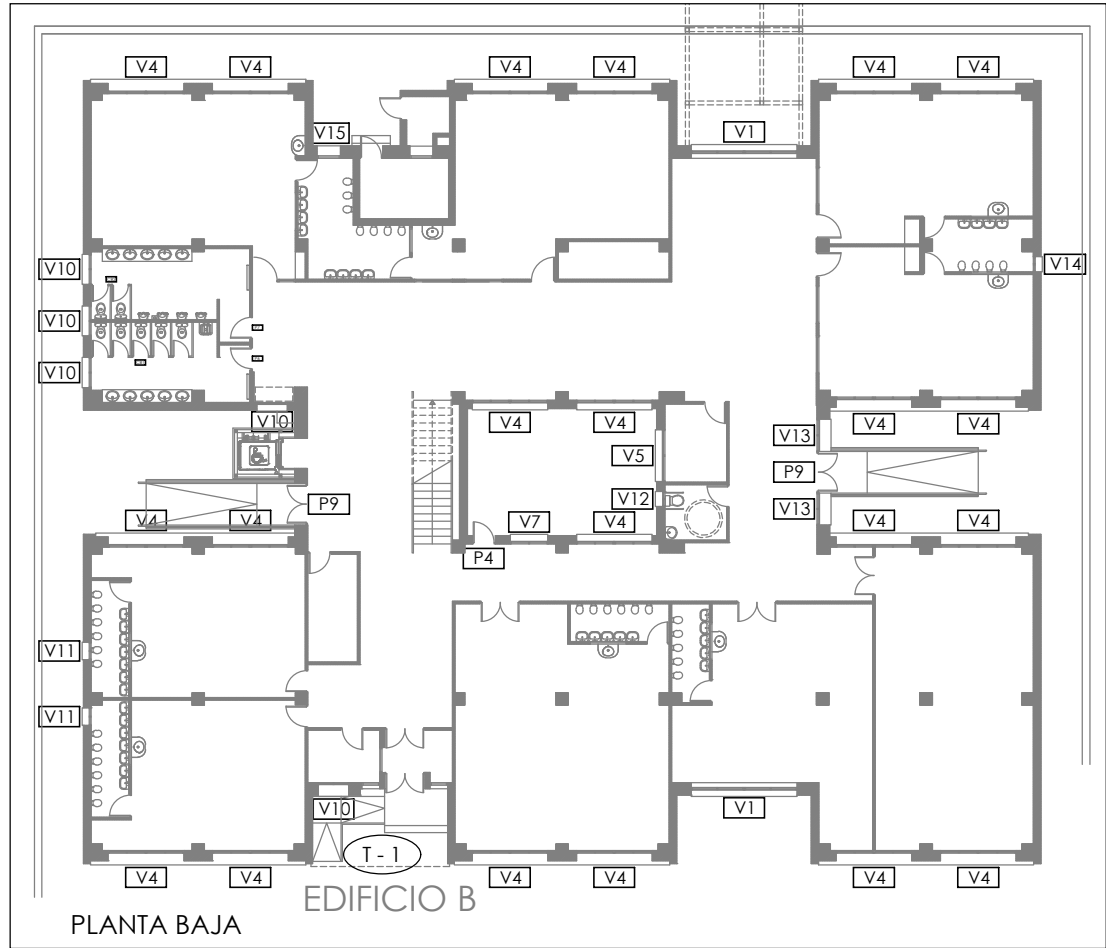 V4 V4 V4 V4 V4 V4
V15 V1
V10 V14
V10
V10
V10 V4 V4 V4 V4
V13
V5
P9
V12
P9 V13
V4 V4 V7 V4 V4 V4
P4
V11
V11
V10 V1
T - 1
V4 V4 V4 V4 V4 V4
EDIFICIO B
PLANTA BAJA